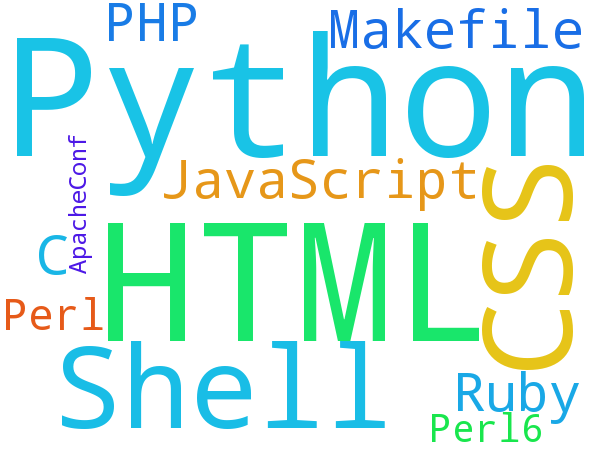 PHP
Makefile
Python
ApacheConf
JavaScript
CSS
C
HTML
Perl
Shell
Ruby
Perl6